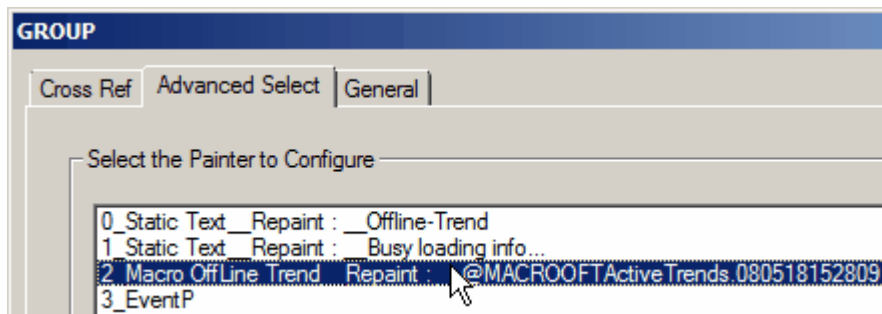 GROUP
Cross Ref Advanced Select General
Select the Painter to Configure
0_Static Text__Repaint : __Offline-Trend
1_Static Text__Repaint : __Busy loading info...
2_Macro OffLine Trend__Repaint : __@MACROOFTActiveTrends.080518152809
3_EventP